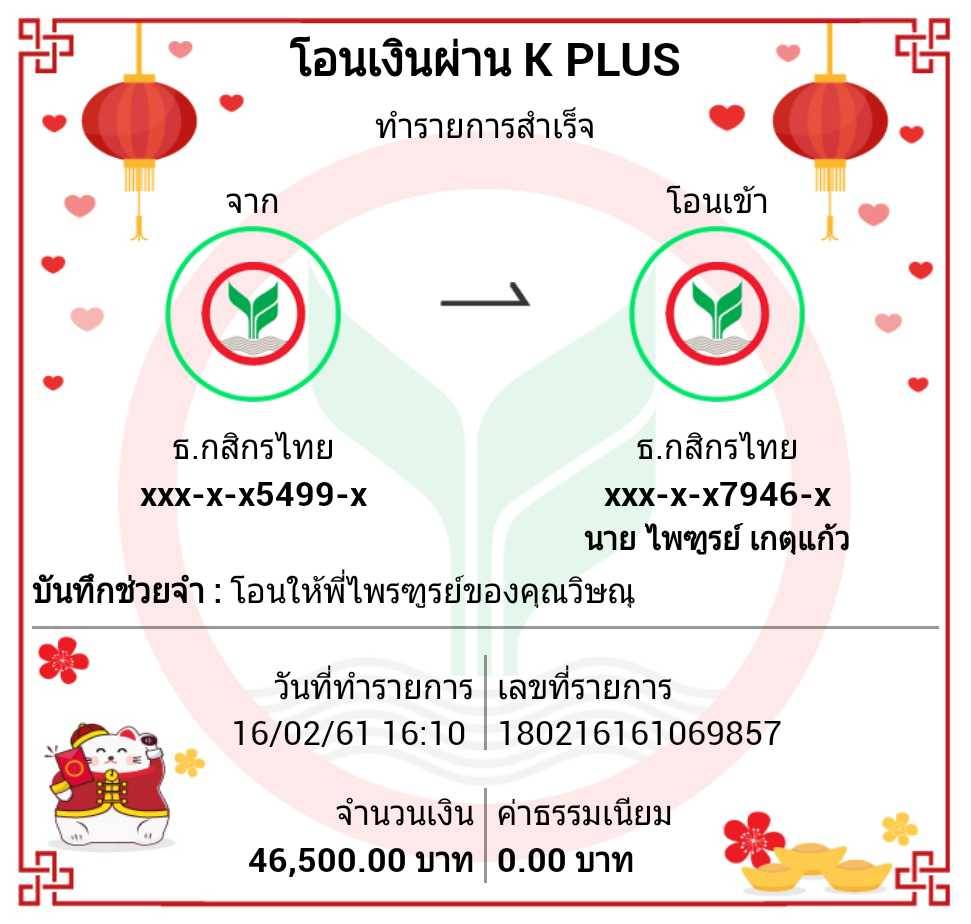 โอนเงินผ่าน K PLUS
ทำรายการสำเร็จ
จาก
โอนเข้า
ธ.กสิกรไทย
ธ.กสิกรไทย
xxx-x-x5499-x
xxx-x-x7946-x
นาย ไพฑูรย์ เกตุแก้ว
บันทึกช่วยจำ : โอนให้พี่ไพรฑูรย์ของคุณวิษณุ
วันที่ทำรายการ
เลขที่รายการ
16/02/61 16:10
180216161069857
จำนวนเงิน
ค่าธรรมเนียม
46,500.00 บาท
0.00 บาท